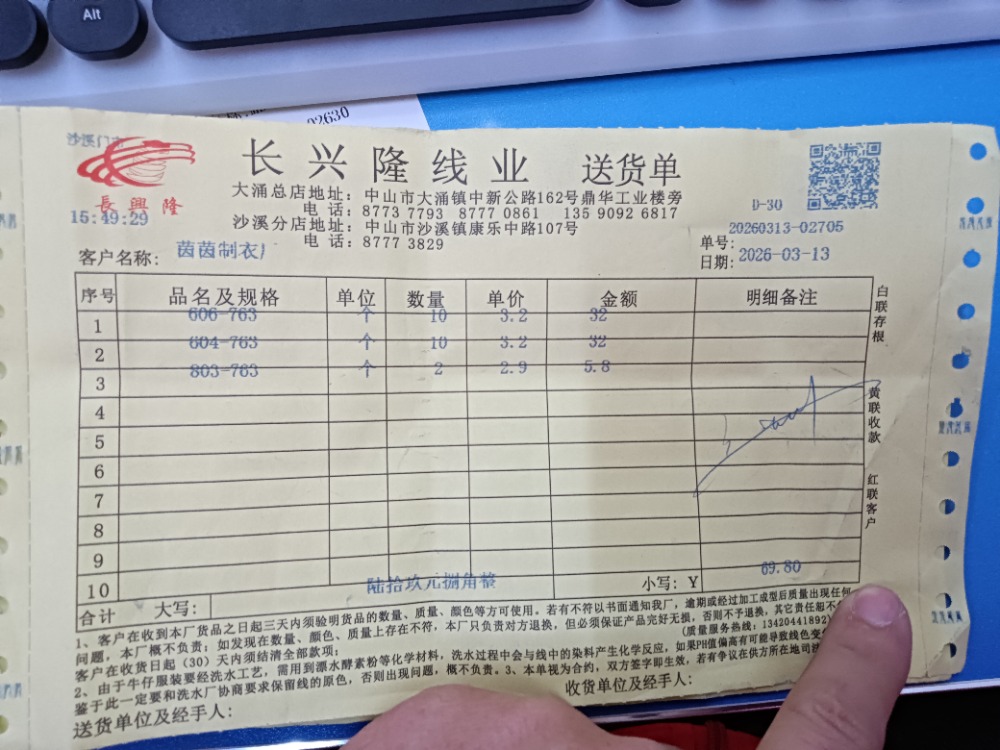 Alt
02630
沙溪门
長興隆
15:49:29
长兴隆线业 送货单
大涌总店地址：中山市大涌镇中新公路162号鼎华工业楼旁
电话：8773 7793 8777 0861 135 9092 6817
沙溪分店地址：中山市沙溪镇康乐中路107号
电话：8777 3829
D-30
单号：20260313-02705
日期：2026-03-13
客户名称：茵茵制衣厂
序号 品名及规格 单位 数量 单价 金额 明细备注
1 606-763 个 10 3.2 32
2 604-763 个 10 3.2 32
3 803-763 个 2 2.9 5.8
4
5
6
7
8
9
10
合计 大写：陆拾玖元捌角整 小写：Y 69.80
白联存根
黄联收款
红联客户
1、客户在收到本厂货品之日起三天内须验明货品的数量、质量、颜色等方可使用。若有不符以书面通知我厂，逾期或经过加工成型后质量出现任何
问题，本厂概不负责；如发现在数量、颜色、质量上存在不符，本厂只负责对方退换，但必须保证产品完好无损，否则不予退换，其它责任起不
客户在收货日起（30）天内须结清全部款项；
(质量服务热线：13420441892)
2、由于牛仔服装要经洗水工艺，需用到漂水酵素粉等化学材料，洗水过程中会与线中的染料产生化学反应，如果PH值偏高有可能导致线色变
鉴于此一定要和洗水厂协商要求保留线的原色，否则出现问题，概不负责。3、本单视为合约，双方签字即生效，若有争议在供方所在地司
送货单位及经手人： 收货单位及经手人：